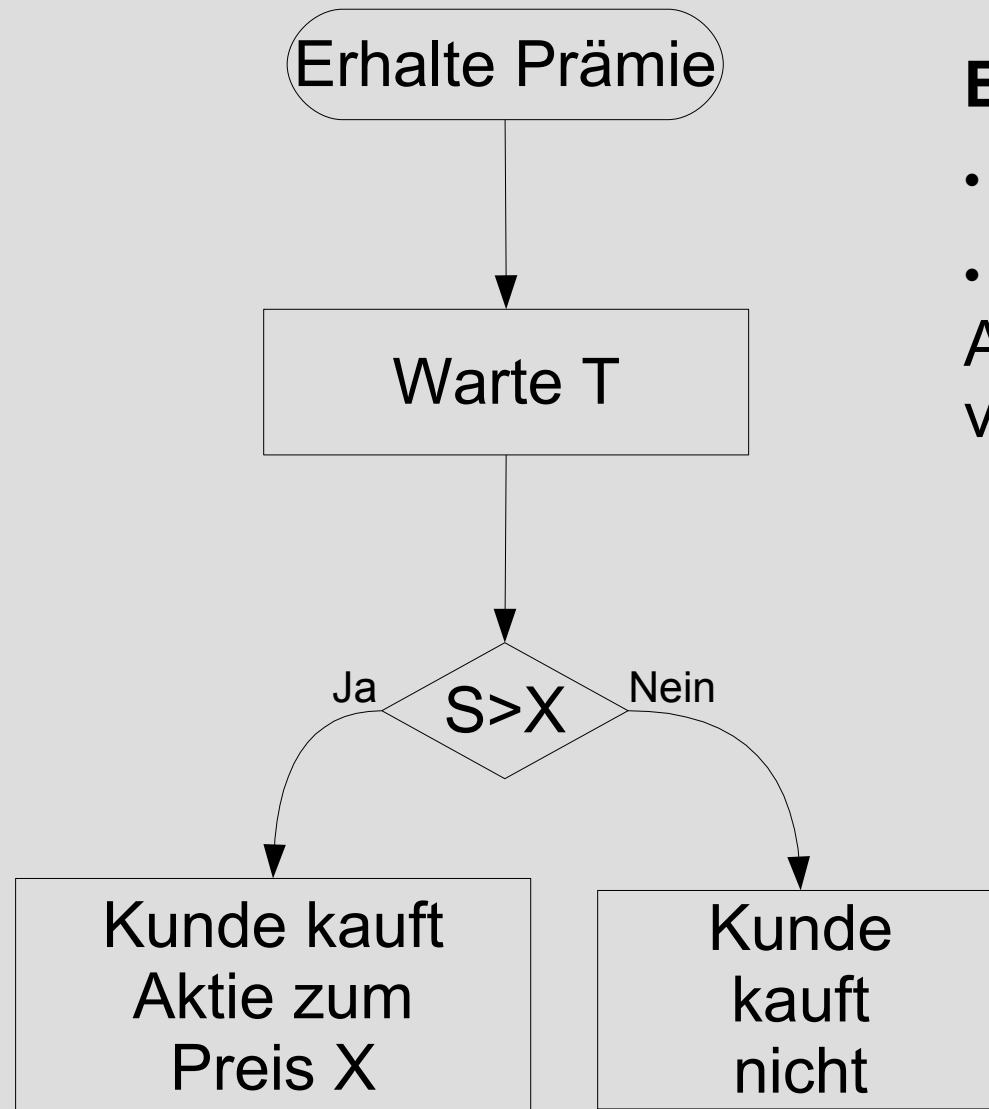 Erhalte Prämie
Warte T
Ja
S>X
Nein
Kunde kauft
Aktie zum
Preis X
Kunde
kauft
nicht